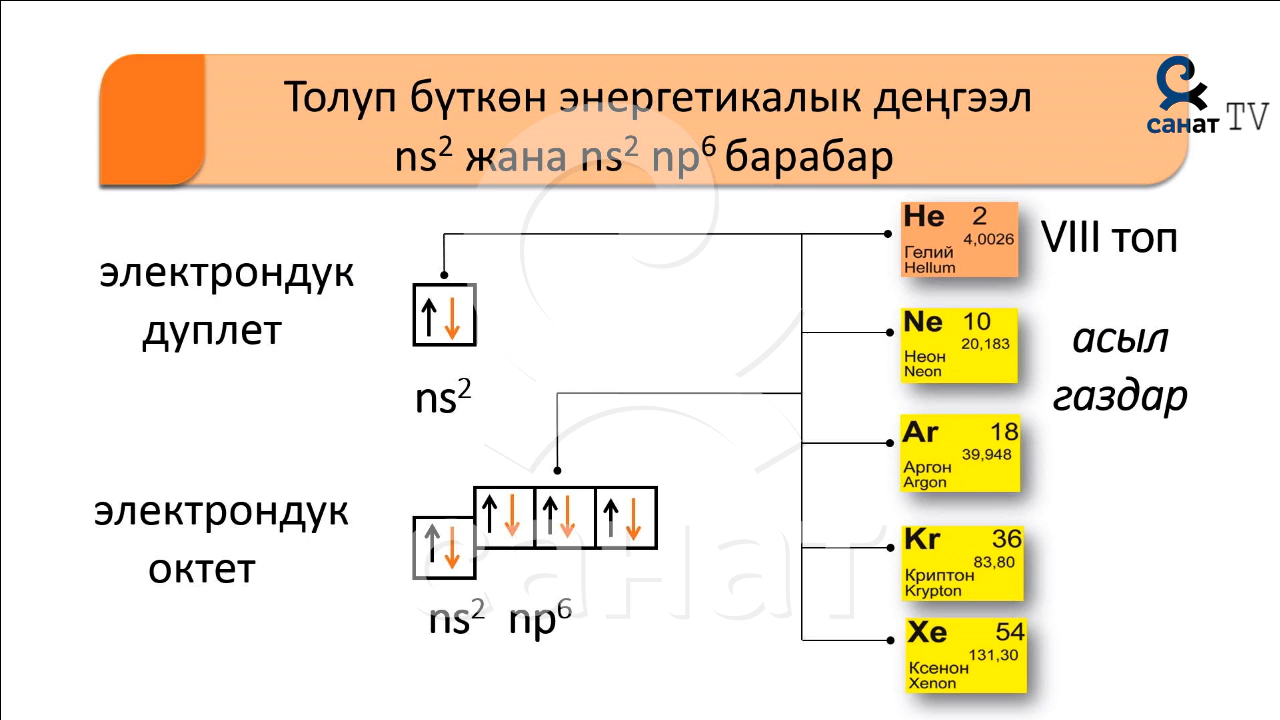 Толуп бүткөн энергетикалык деңгээл
ns² жана ns² np⁶ барабар
санат TV
He 2
4,0026
Гелий
Hellum
VIII топ
электрондук
дуплет
ns²
Ne 10
20,183
Неон
Neon
асыл
газдар
Ar 18
39,948
Аргон
Argon
электрондук
октет
ns² np⁶
Kr 36
83,80
Криптон
Krypton
Xe 54
131,30
Ксенон
Xenon
санат